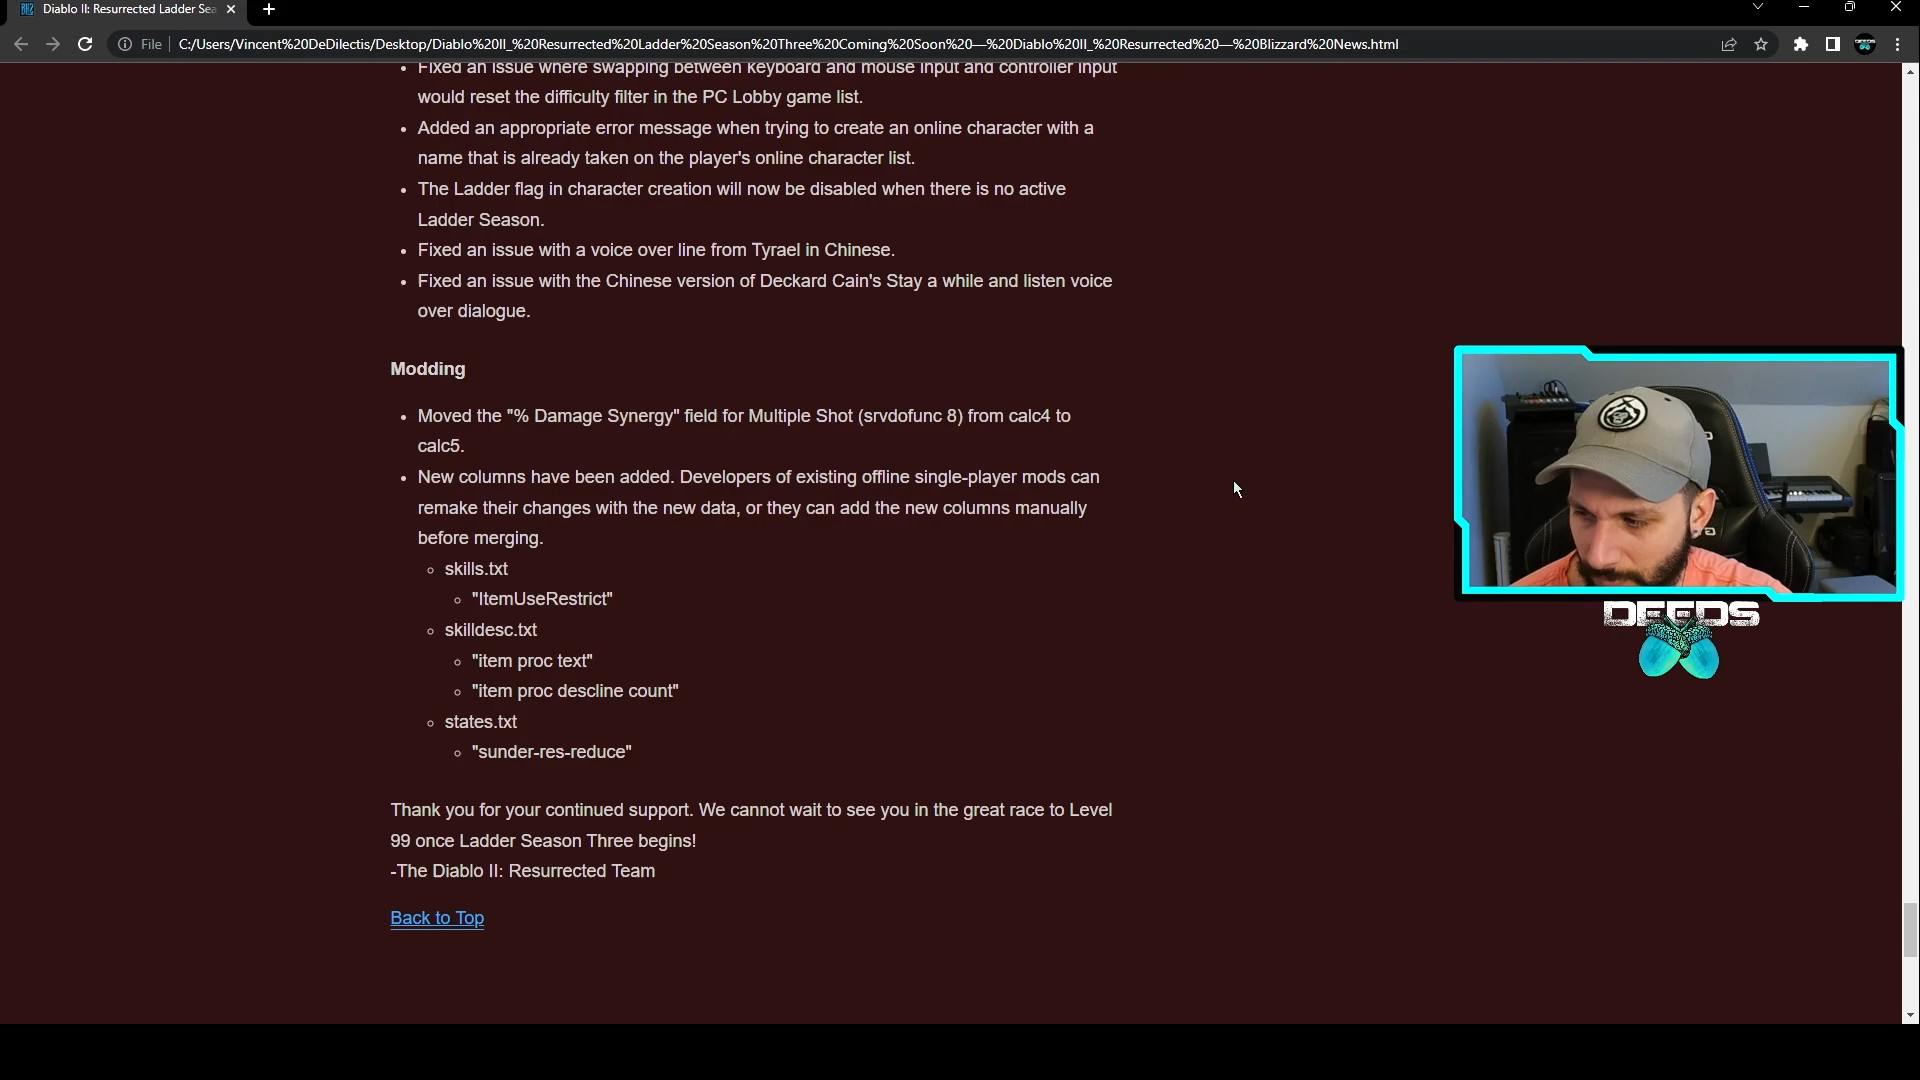 Diablo II: Resurrected Ladder Sea
File
C:/Users/Vincent%20DeDilectis/Desktop/Diablo%20II_%20Resurrected%20Ladder%20Season%20Three%20Coming%20Soon%20—%20Diablo%20II_%20Resurrected%20—%20Blizzard%20News.html
• Fixed an issue where swapping between keyboard and mouse input and controller input
would reset the difficulty filter in the PC Lobby game list.
• Added an appropriate error message when trying to create an online character with a
name that is already taken on the player's online character list.
• The Ladder flag in character creation will now be disabled when there is no active
Ladder Season.
• Fixed an issue with a voice over line from Tyrael in Chinese.
• Fixed an issue with the Chinese version of Deckard Cain's Stay a while and listen voice
over dialogue.
Modding
• Moved the "% Damage Synergy" field for Multiple Shot (srvdofunc 8) from calc4 to
calc5.
• New columns have been added. Developers of existing offline single-player mods can
remake their changes with the new data, or they can add the new columns manually
before merging.
◦ skills.txt
◦ "ItemUseRestrict"
◦ skilldesc.txt
◦ "item proc text"
◦ "item proc descline count"
◦ states.txt
◦ "sunder-res-reduce"
Thank you for your continued support. We cannot wait to see you in the great race to Level
99 once Ladder Season Three begins!
-The Diablo II: Resurrected Team
Back to Top
DEEDS